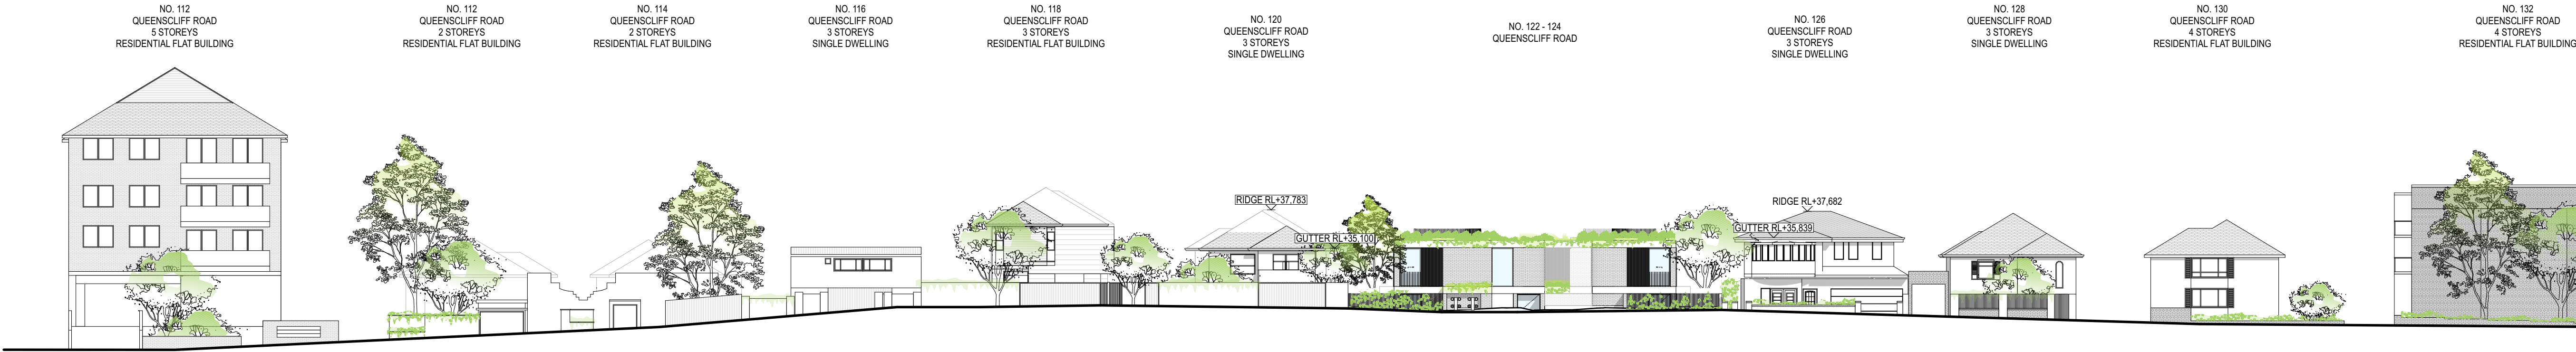 NO. 112
QUEENSCLIFF ROAD
5 STOREYS
RESIDENTIAL FLAT BUILDING
NO. 112
QUEENSCLIFF ROAD
2 STOREYS
RESIDENTIAL FLAT BUILDING
NO. 114
QUEENSCLIFF ROAD
2 STOREYS
RESIDENTIAL FLAT BUILDING
NO. 116
QUEENSCLIFF ROAD
3 STOREYS
SINGLE DWELLING
NO. 118
QUEENSCLIFF ROAD
3 STOREYS
RESIDENTIAL FLAT BUILDING
NO. 120
QUEENSCLIFF ROAD
3 STOREYS
SINGLE DWELLING
NO. 122 - 124
QUEENSCLIFF ROAD
NO. 126
QUEENSCLIFF ROAD
3 STOREYS
SINGLE DWELLING
NO. 128
QUEENSCLIFF ROAD
3 STOREYS
SINGLE DWELLING
NO. 130
QUEENSCLIFF ROAD
4 STOREYS
RESIDENTIAL FLAT BUILDING
NO. 132
QUEENSCLIFF ROAD
4 STOREYS
RESIDENTIAL FLAT BUILDING
RIDGE RL+37,783
GUTTER RL+35,100
RIDGE RL+37,682
GUTTER RL+35,839